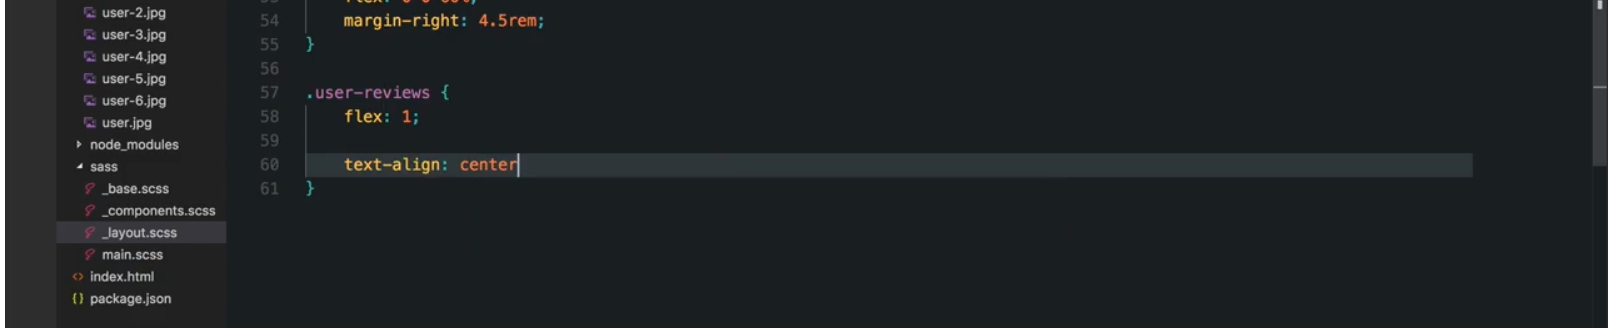 user-2.jpg
user-3.jpg
user-4.jpg
user-5.jpg
user-6.jpg
user.jpg
node_modules
sass
_base.scss
_components.scss
_layout.scss
main.scss
index.html
package.json
54 margin-right: 4.5rem;
55 }
56
57 .user-reviews {
58 flex: 1;
59
60 text-align: center
61 }